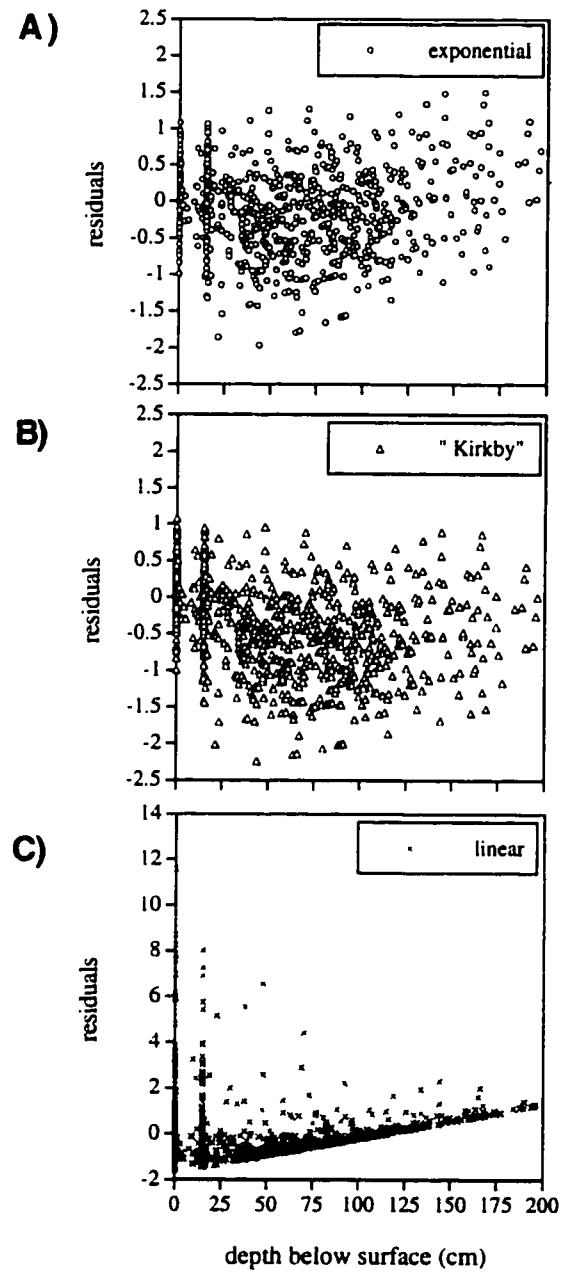 A)
exponential
2.5
2
1.5
1
0.5
0
-0.5
-1
-1.5
-2
-2.5
residuals
B)
" Kirkby"
2.5
2
1.5
1
0.5
0
-0.5
-1
-1.5
-2
-2.5
residuals
C)
linear
14
12
10
8
6
4
2
0
-2
residuals
0 25 50 75 100 125 150 175 200
depth below surface (cm)